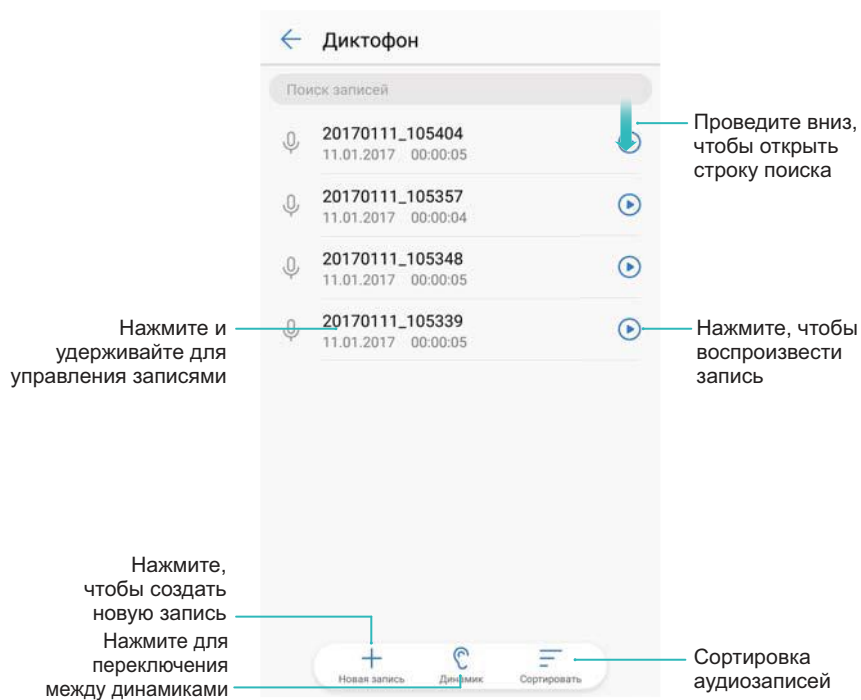 Диктофон
Поиск записей
20170111_105404
11.01.2017 00:00:05
Проведите вниз,
чтобы открыть
строку поиска
20170111_105357
11.01.2017 00:00:04
20170111_105348
11.01.2017 00:00:05
Нажмите и
удерживайте для
управления записями
20170111_105339
11.01.2017 00:00:05
Нажмите, чтобы
воспроизвести
запись
Нажмите,
чтобы создать
новую запись
Нажмите для
переключения
между динамиками
Новая запись
Динамик
Сортировать
Сортировка
аудиозаписей